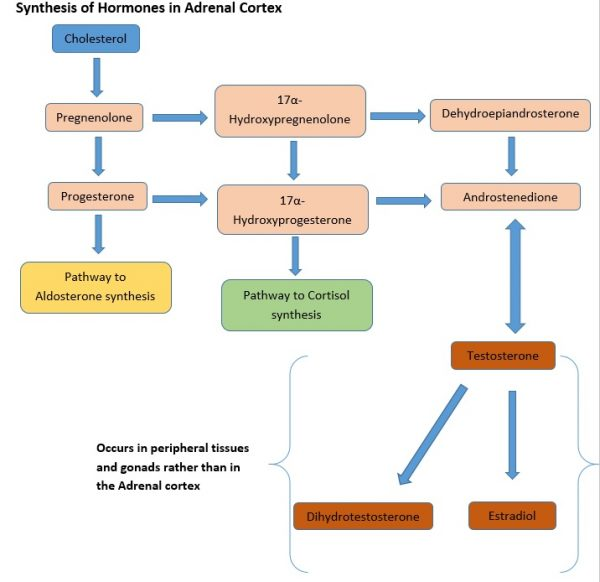 Synthesis of Hormones in Adrenal Cortex
Cholesterol
Pregnenolone
17α-
Hydroxypregnenolone
Dehydroepiandrosterone
Progesterone
17α-
Hydroxyprogesterone
Androstenedione
Pathway to
Aldosterone synthesis
Pathway to Cortisol
synthesis
Testosterone
Occurs in peripheral tissues
and gonads rather than in
the Adrenal cortex
Dihydrotestosterone
Estradiol